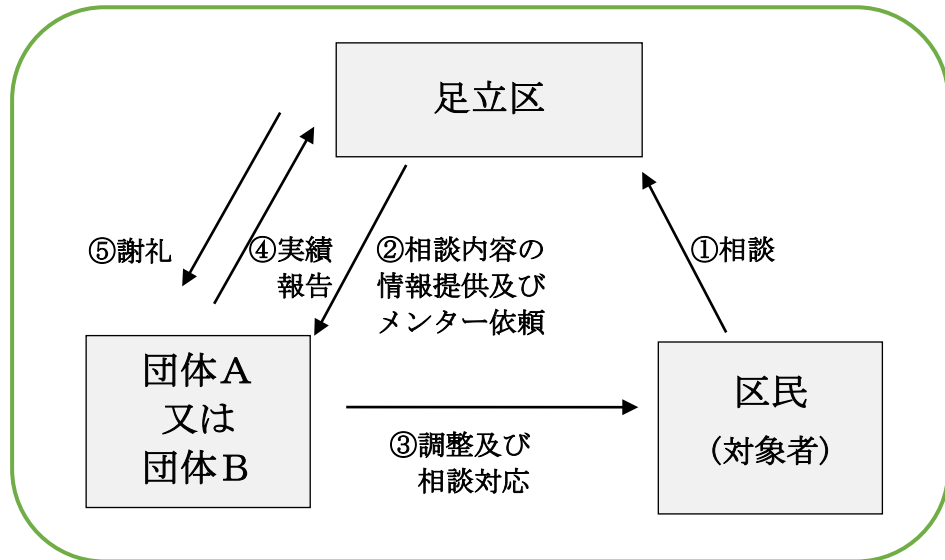 足立区
⑤謝礼
④実績
報告
②相談内容の
情報提供及び
メンター依頼
①相談
団体A
又は
団体B
③調整及び
相談対応
区民
（対象者）